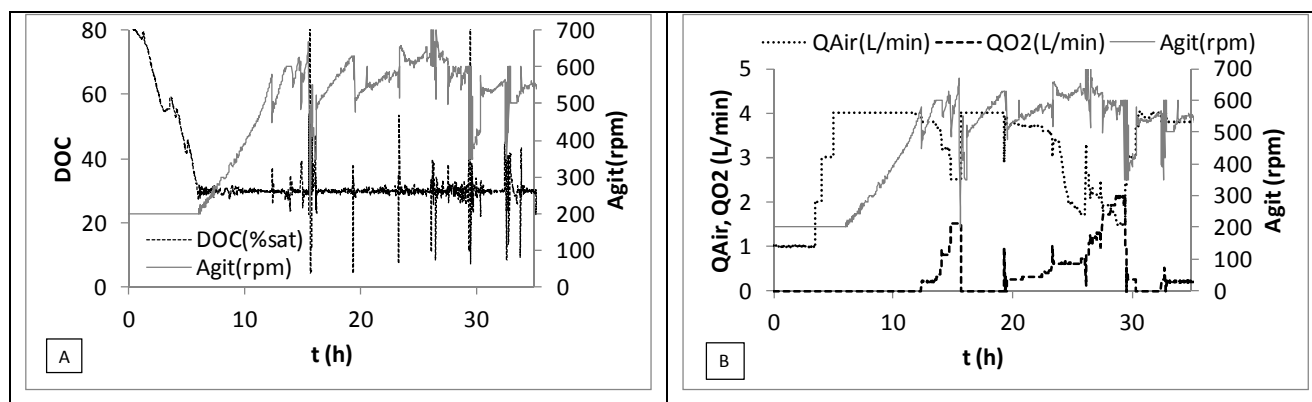 80
60
40
20
0
DOC
700
600
500
400
300
200
100
0
Agit(rpm)
DOC(%sat)
Agit(rpm)
0
10
20
30
t (h)
A
QAir(L/min)
QO2(L/min)
Agit(rpm)
5
4
3
2
1
0
QAir, QO2 (L/min)
700
600
500
400
300
200
100
0
Agit (rpm)
0
10
20
30
t (h)
B